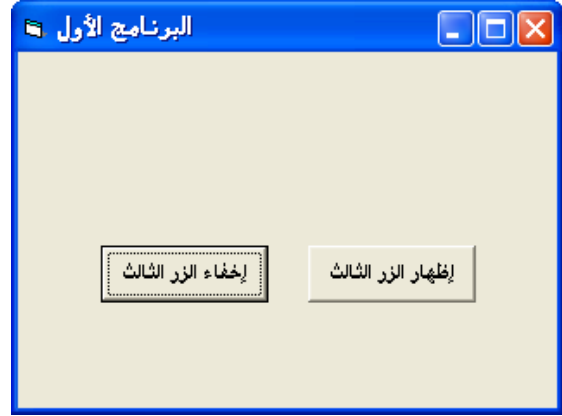 البرنامج الأول
إظهار الزر الثالث
إخفاء الزر الثالث